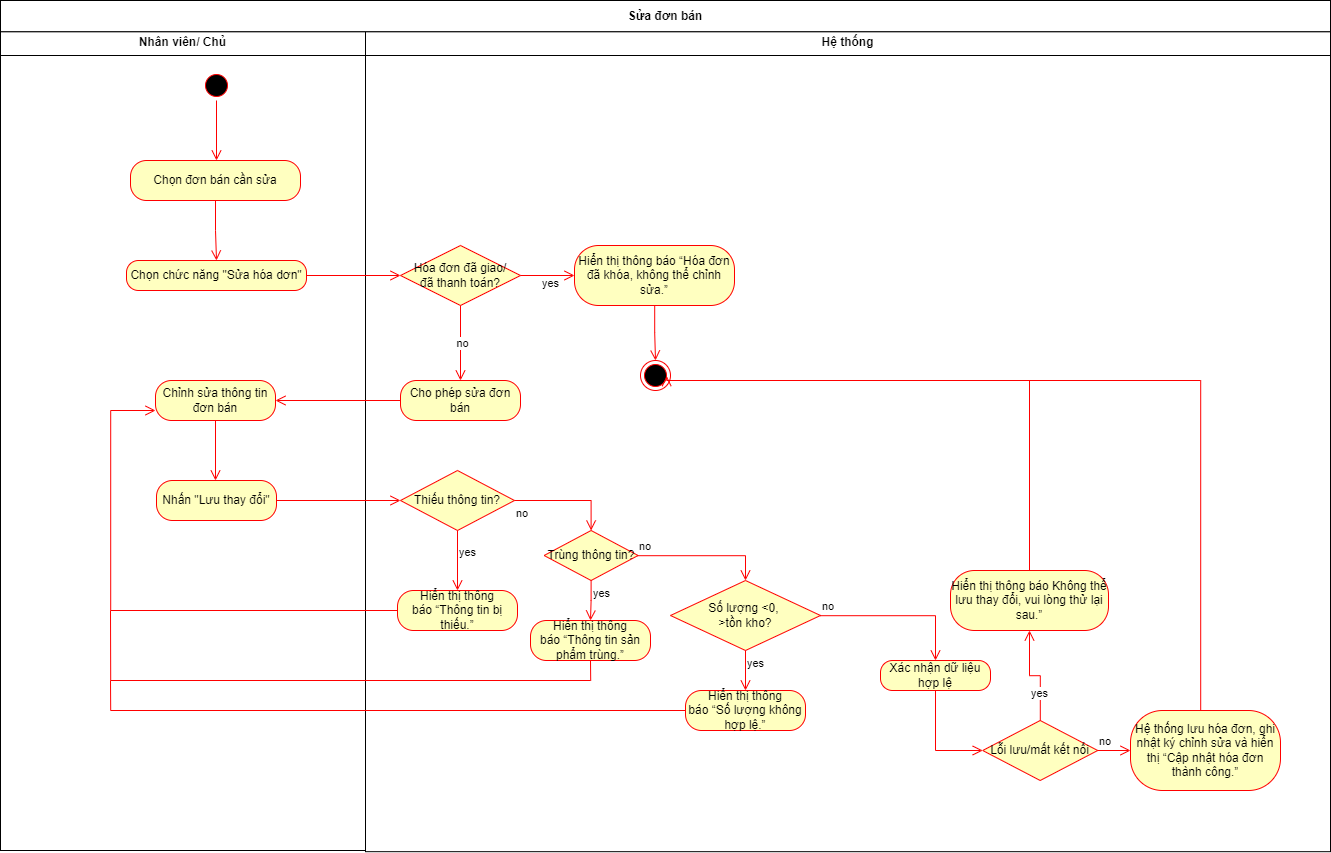 Sửa đơn bán
Nhân viên/ Chủ
Hệ thống
Chọn đơn bán cần sửa
Chọn chức năng "Sửa hóa dơn"
Hóa đơn đã giao/
đã thanh toán?
yes
Hiển thị thông báo “Hóa đơn
đã khóa, không thể chỉnh
sửa.”
no
Chỉnh sửa thông tin
đơn bán
Cho phép sửa đơn
bán
Nhấn "Lưu thay đổi"
Thiếu thông tin?
no
yes
Trùng thông tin?
no
yes
Hiển thị thông
báo “Thông tin bị
thiếu.”
Hiển thị thông
báo “Thông tin sản
phẩm trùng.”
Số lượng <0,
>tồn kho?
no
yes
Hiển thị thông
báo “Số lượng không
hợp lệ.”
Xác nhận dữ liệu
hợp lệ
Hiển thị thông báo Không thể
lưu thay đổi, vui lòng thử lại
sau.”
yes
Lỗi lưu/mất kết nối
no
Hệ thống lưu hóa đơn, ghi
nhật ký chỉnh sửa và hiển
thị “Cập nhật hóa đơn
thành công.”